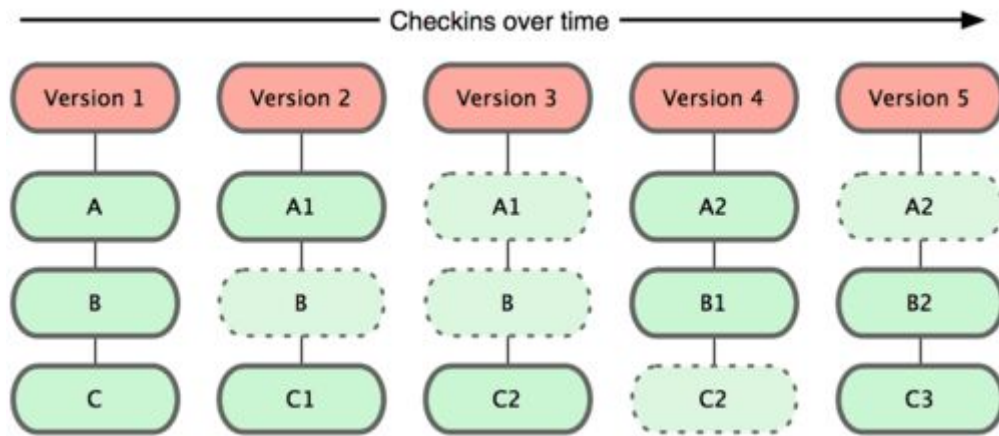 Checkins over time
Version 1 Version 2 Version 3 Version 4 Version 5
A A1 A1 A2 A2
B B B B1 B2
C C1 C2 C2 C3